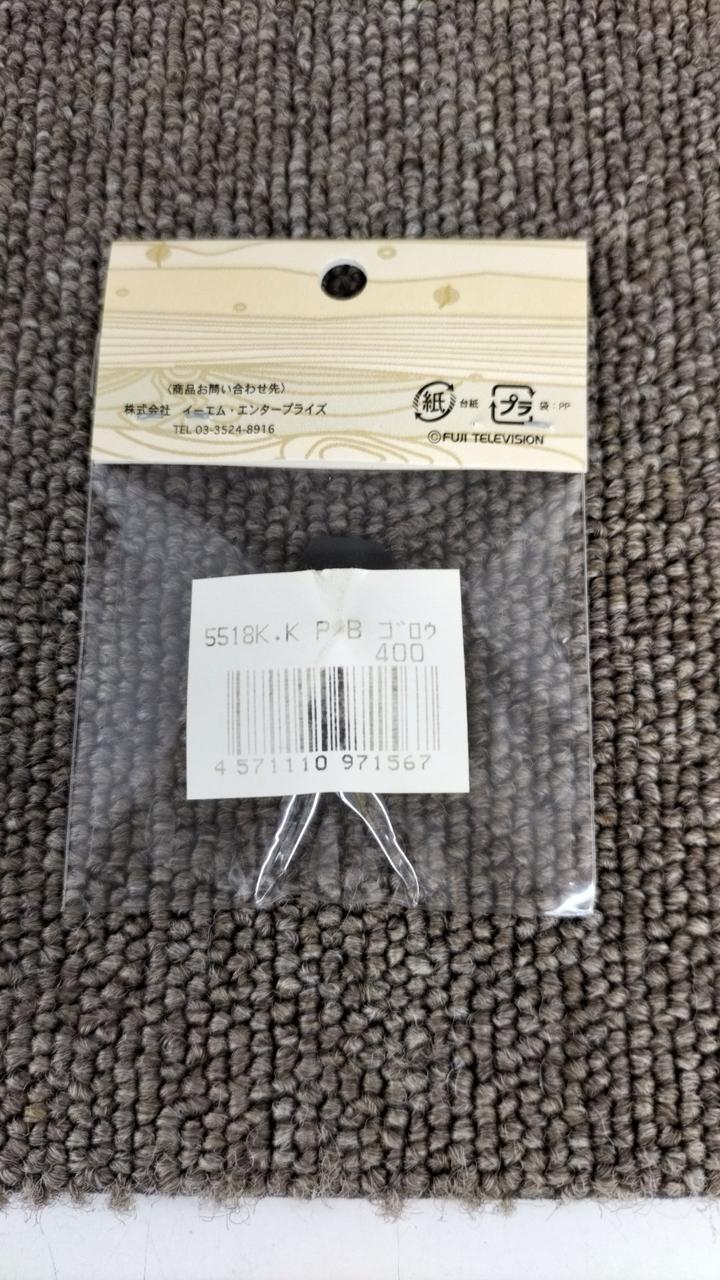 〈商品お問い合わせ先〉
株式会社 イーエム・エンタープライズ
TEL 03-3524-8916
紙 台紙 プラ 袋：PP
©FUJI TELEVISION
5518K.K P B ゴロウ
400
4 571110 971567